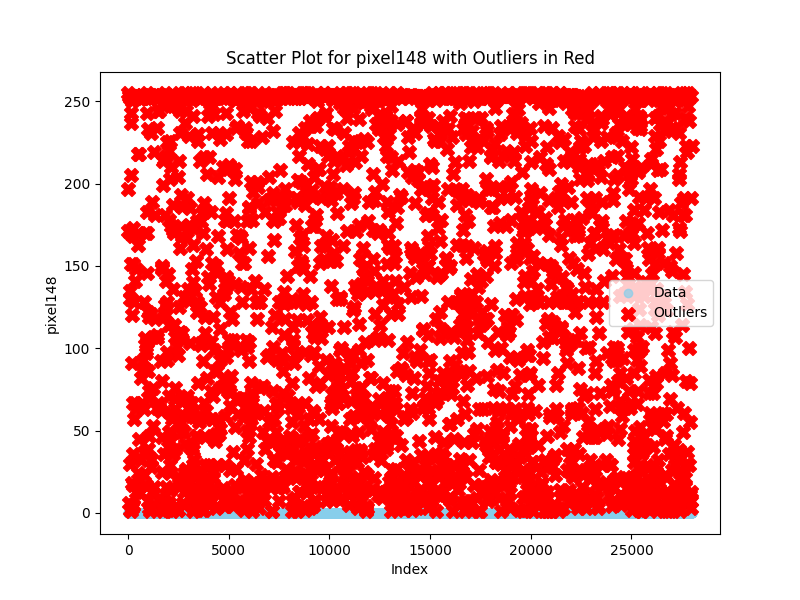 Scatter Plot for pixel148 with Outliers in Red
250
200
150
100
50
0
pixel148
Data
Outliers
0 5000 10000 15000 20000 25000
Index